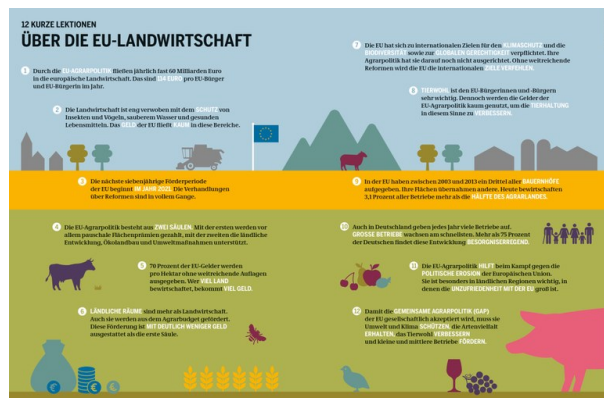 12 KURZE LEKTIONEN
ÜBER DIE EU-LANDWIRTSCHAFT
1 Durch die EU-AGRARPOLITIK fließen jährlich fast 60 Milliarden Euro
in die europäische Landwirtschaft. Das sind 114 EURO pro EU-Bürger
und EU-Bürgerin im Jahr.
2 Die Landwirtschaft ist eng verwoben mit dem SCHUTZ von
Insekten und Vögeln, sauberem Wasser und gesunden
Lebensmitteln. Das GELD der EU fließt KAUM in diese Bereiche.
3 Die nächste siebenjährige Förderperiode
der EU beginnt IM JAHR 2021. Die Verhandlungen
über Reformen sind in vollem Gange.
4 Die EU-Agrarpolitik besteht aus ZWEI SÄULEN. Mit der ersten werden vor
allem pauschale Flächenprämien gezahlt, mit der zweiten die ländliche
Entwicklung, Ökolandbau und Umweltmaßnahmen unterstützt.
5 70 Prozent der EU-Gelder werden
pro Hektar ohne weitreichende Auflagen
ausgegeben. Wer VIEL LAND
bewirtschaftet, bekommt VIEL GELD.
6 LÄNDLICHE RÄUME sind mehr als Landwirtschaft.
Auch sie werden aus dem Agrarbudget gefördert.
Diese Förderung ist MIT DEUTLICH WENIGER GELD
ausgestattet als die erste Säule.
7 Die EU hat sich zu internationalen Zielen für den KLIMASCHUTZ und die
BIODIVERSITÄT sowie zur GLOBALEN GERECHTIGKEIT verpflichtet. Ihre
Agrarpolitik hat sie darauf noch nicht ausgerichtet. Ohne weitreichende
Reformen wird die EU die internationalen ZIELE VERFEHLEN.
8 TIERWOHL ist den EU-Bürgerinnen und -Bürgern
sehr wichtig. Dennoch werden die Gelder der
EU-Agrarpolitik kaum genutzt, um die TIERHALTUNG
in diesem Sinne zu VERBESSERN.
9 In der EU haben zwischen 2003 und 2013 ein Drittel aller BAUERNHÖFE
aufgegeben. Ihre Flächen übernahmen andere. Heute bewirtschaften
3,1 Prozent aller Betriebe mehr als die HÄLFTE DES AGRARLANDES.
10 Auch in Deutschland geben jedes Jahr viele Betriebe auf.
GROSSE BETRIEBE wachsen am schnellsten. Mehr als 75 Prozent
der Deutschen findet diese Entwicklung BESORGNISERREGEND.
11 Die EU-Agrarpolitik HILFT beim Kampf gegen die
POLITISCHE EROSION der Europäischen Union.
Sie ist besonders in ländlichen Regionen wichtig, in
denen die UNZUFRIEDENHEIT MIT DER EU groß ist.
12 Damit die GEMEINSAME AGRARPOLITIK (GAP)
der EU gesellschaftlich akzeptiert wird, muss sie
Umwelt und Klima SCHÜTZEN, die Artenvielfalt
ERHALTEN, das Tierwohl VERBESSERN
und kleine und mittlere Betriebe FÖRDERN.
€ € €